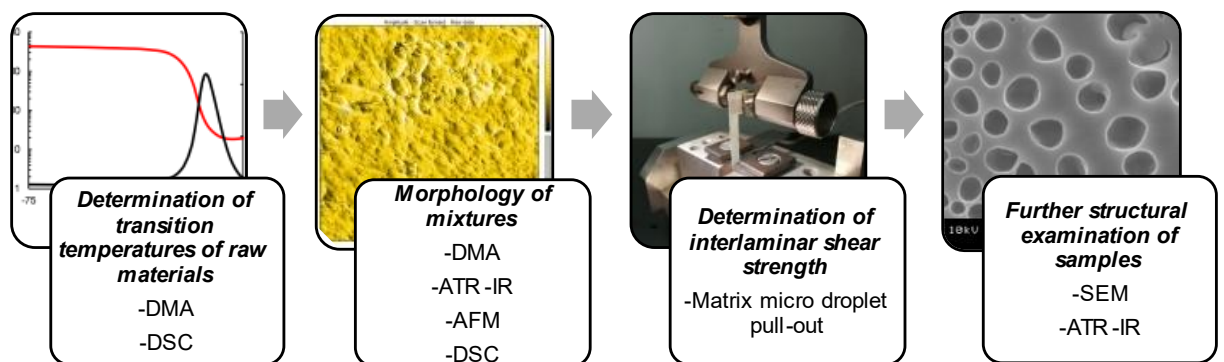 -75
Determination of
transition
temperatures of raw
materials
-DMA
-DSC
Morphology of
mixtures
-DMA
-ATR-IR
-AFM
-DSC
Determination of
interlaminar shear
strength
-Matrix micro droplet
pull-out
10kV
Further structural
examination of
samples
-SEM
-ATR-IR